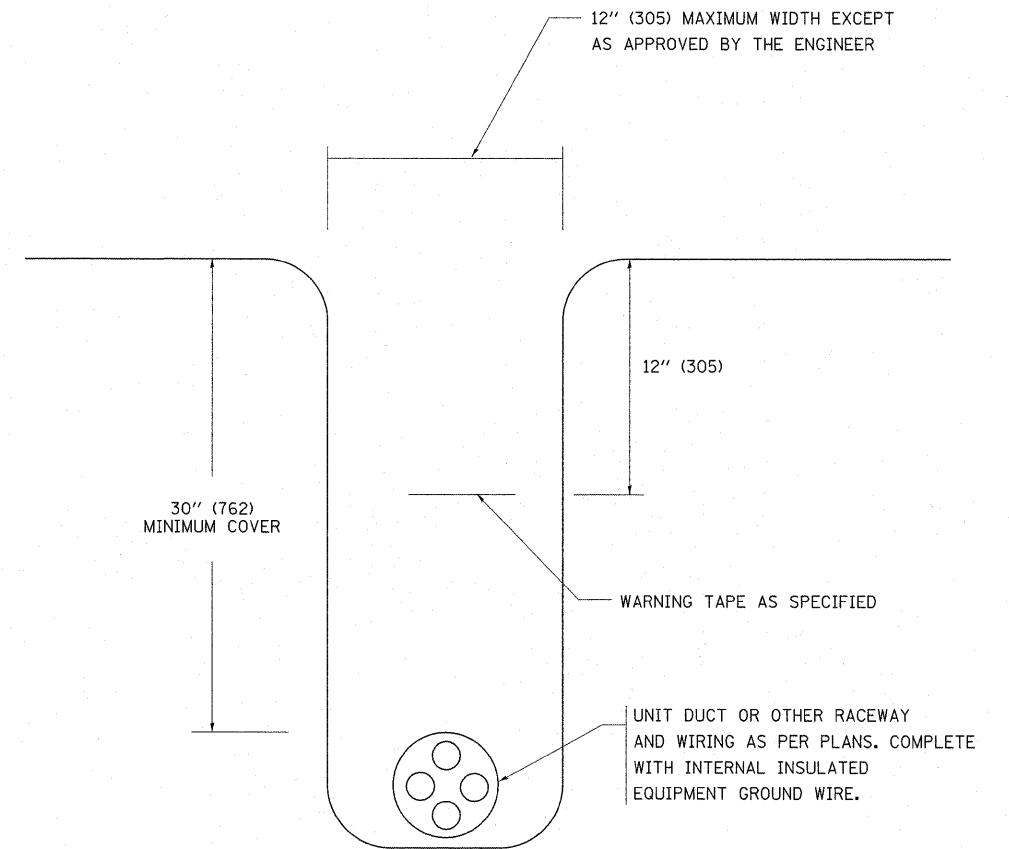 12″ (305) MAXIMUM WIDTH EXCEPT
AS APPROVED BY THE ENGINEER
12″ (305)
30″ (762)
MINIMUM COVER
WARNING TAPE AS SPECIFIED
UNIT DUCT OR OTHER RACEWAY
AND WIRING AS PER PLANS. COMPLETE
WITH INTERNAL INSULATED
EQUIPMENT GROUND WIRE.